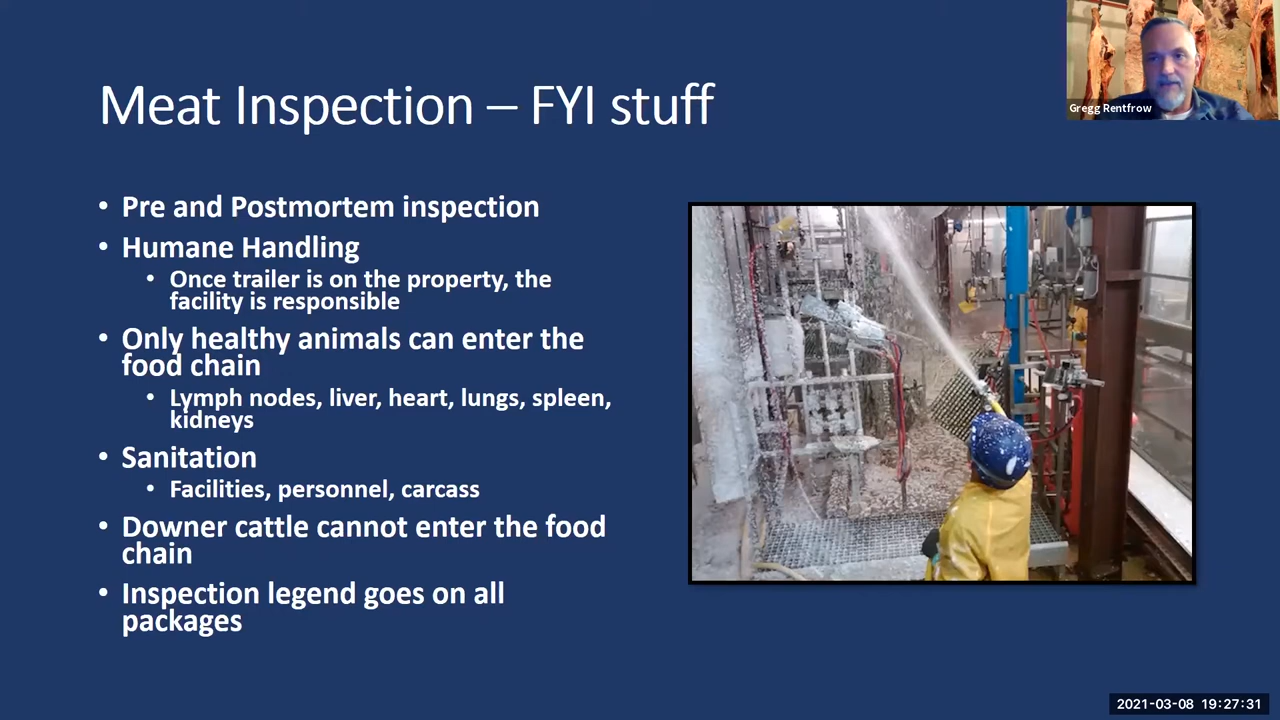 Meat Inspection – FYI stuff
Gregg Rentfrow
• Pre and Postmortem inspection
• Humane Handling
• Once trailer is on the property, the
facility is responsible
• Only healthy animals can enter the
food chain
• Lymph nodes, liver, heart, lungs, spleen,
kidneys
• Sanitation
• Facilities, personnel, carcass
• Downer cattle cannot enter the food
chain
• Inspection legend goes on all
packages
2021-03-08 19:27:31